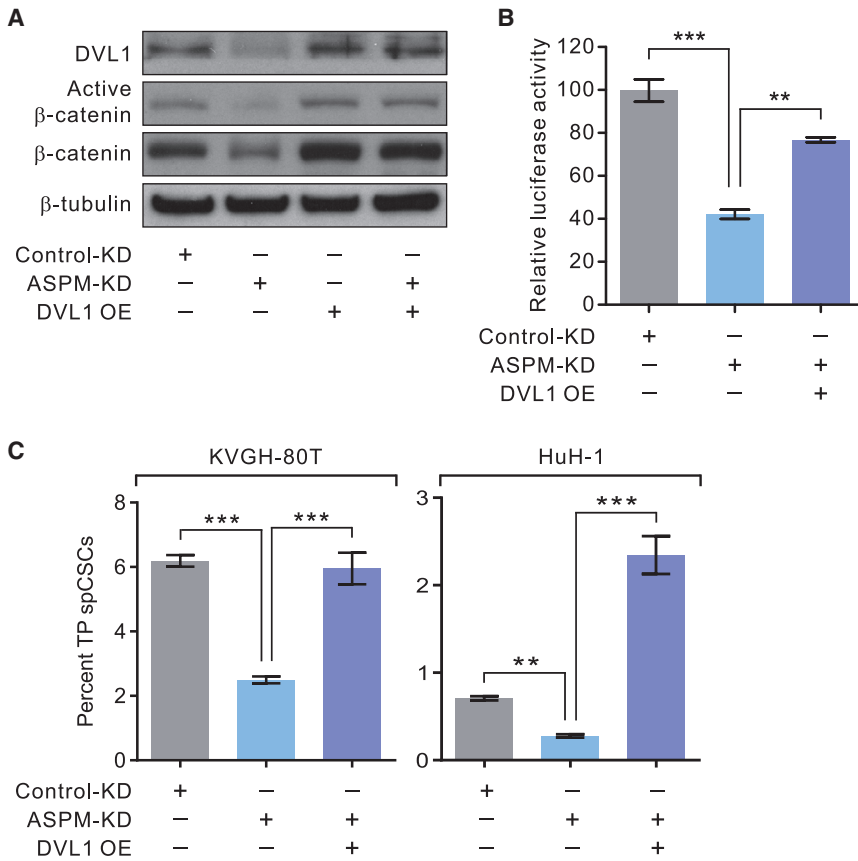 A
DVL1
Active
β-catenin
β-catenin
β-tubulin
Control-KD + – – –
ASPM-KD – + – +
DVL1 OE – – + +
B
Relative luciferase activity
120
100
80
60
40
20
0
***
**
Control-KD + – –
ASPM-KD – + +
DVL1 OE – – +
C
KVGH-80T
Percent TP spCSCs
8
6
4
2
0
***
***
HuH-1
3
2
1
0
**
***
Control-KD + – – + – –
ASPM-KD – + + – + +
DVL1 OE – – + – – +